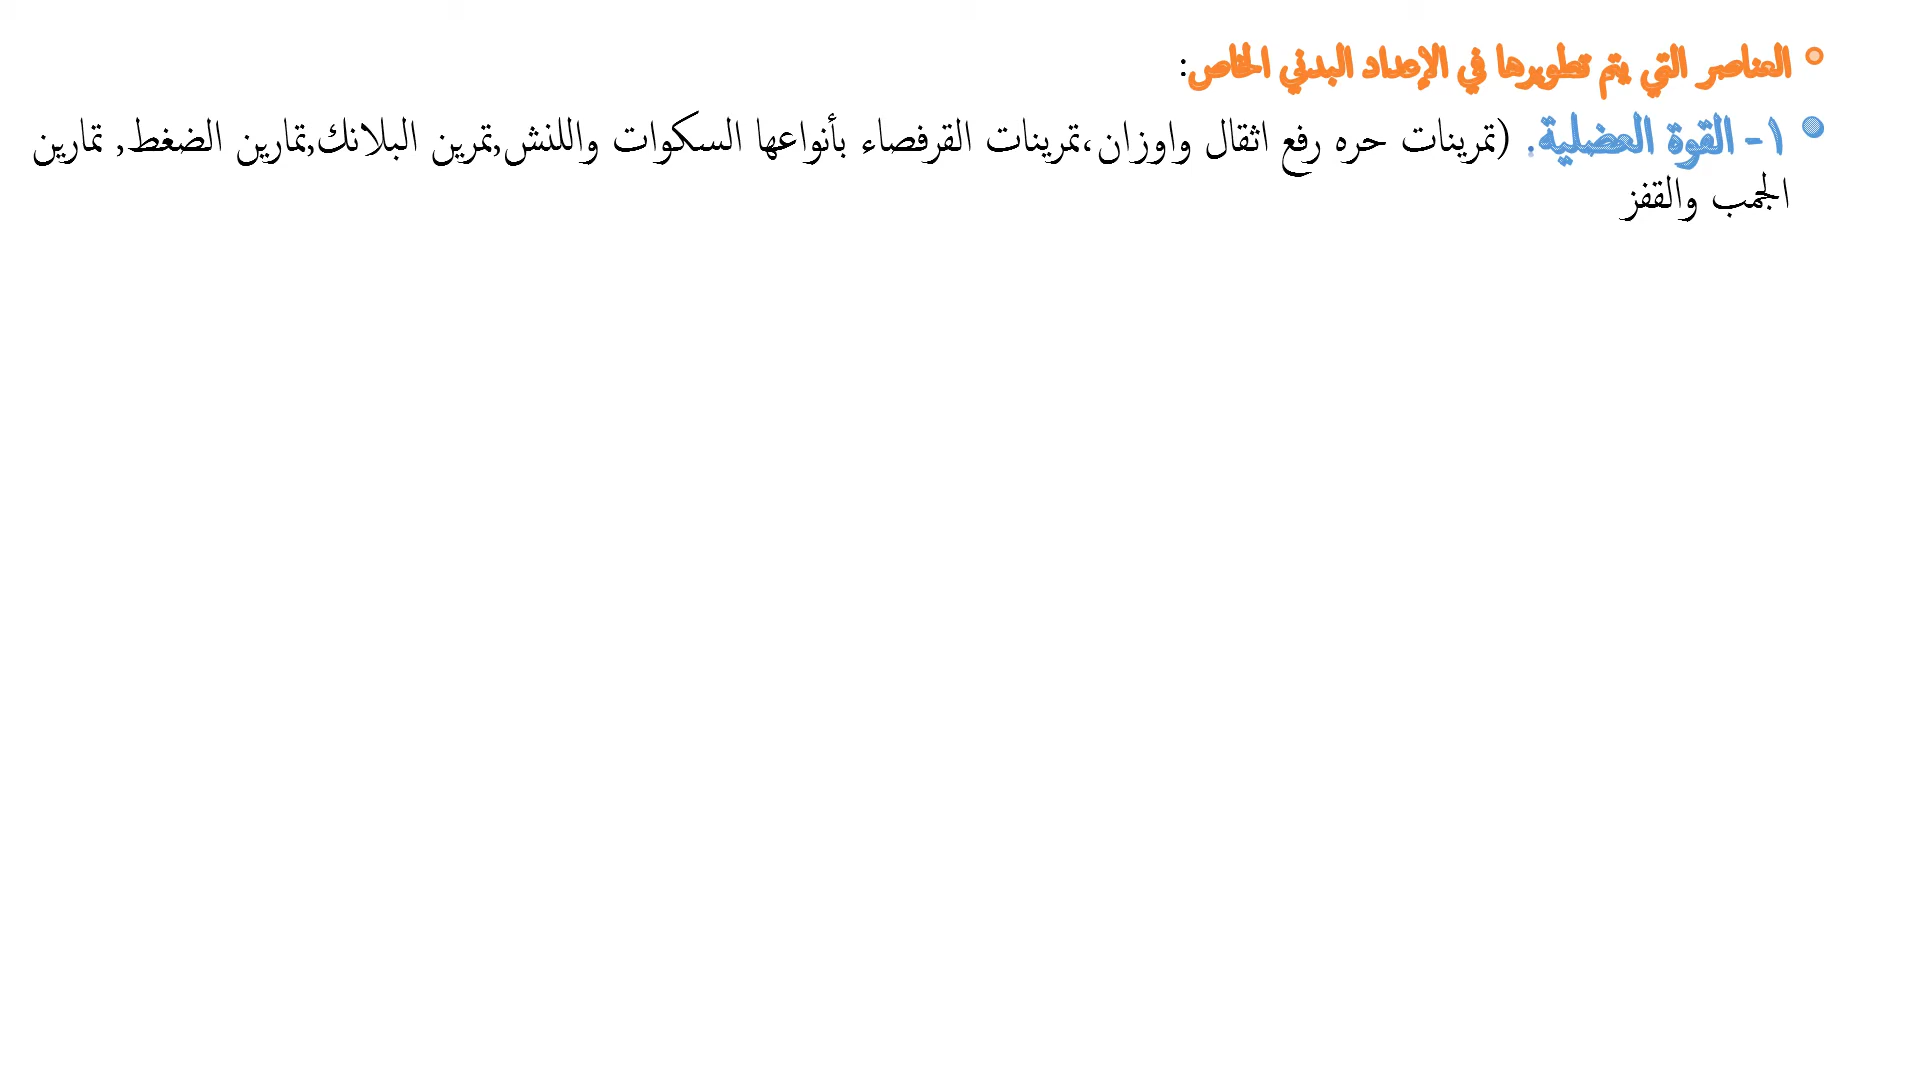 العناصر التي يتم تطويرها في الإعداد البدني الخاص:
١- القوة العضلية. (تمرينات حره رفع اثقال واوزان،تمرينات القرفصاء بأنواعها السكوات واللنش,تمرين البلانك,تمارين الضغط, تمارين
الجمب والقفز